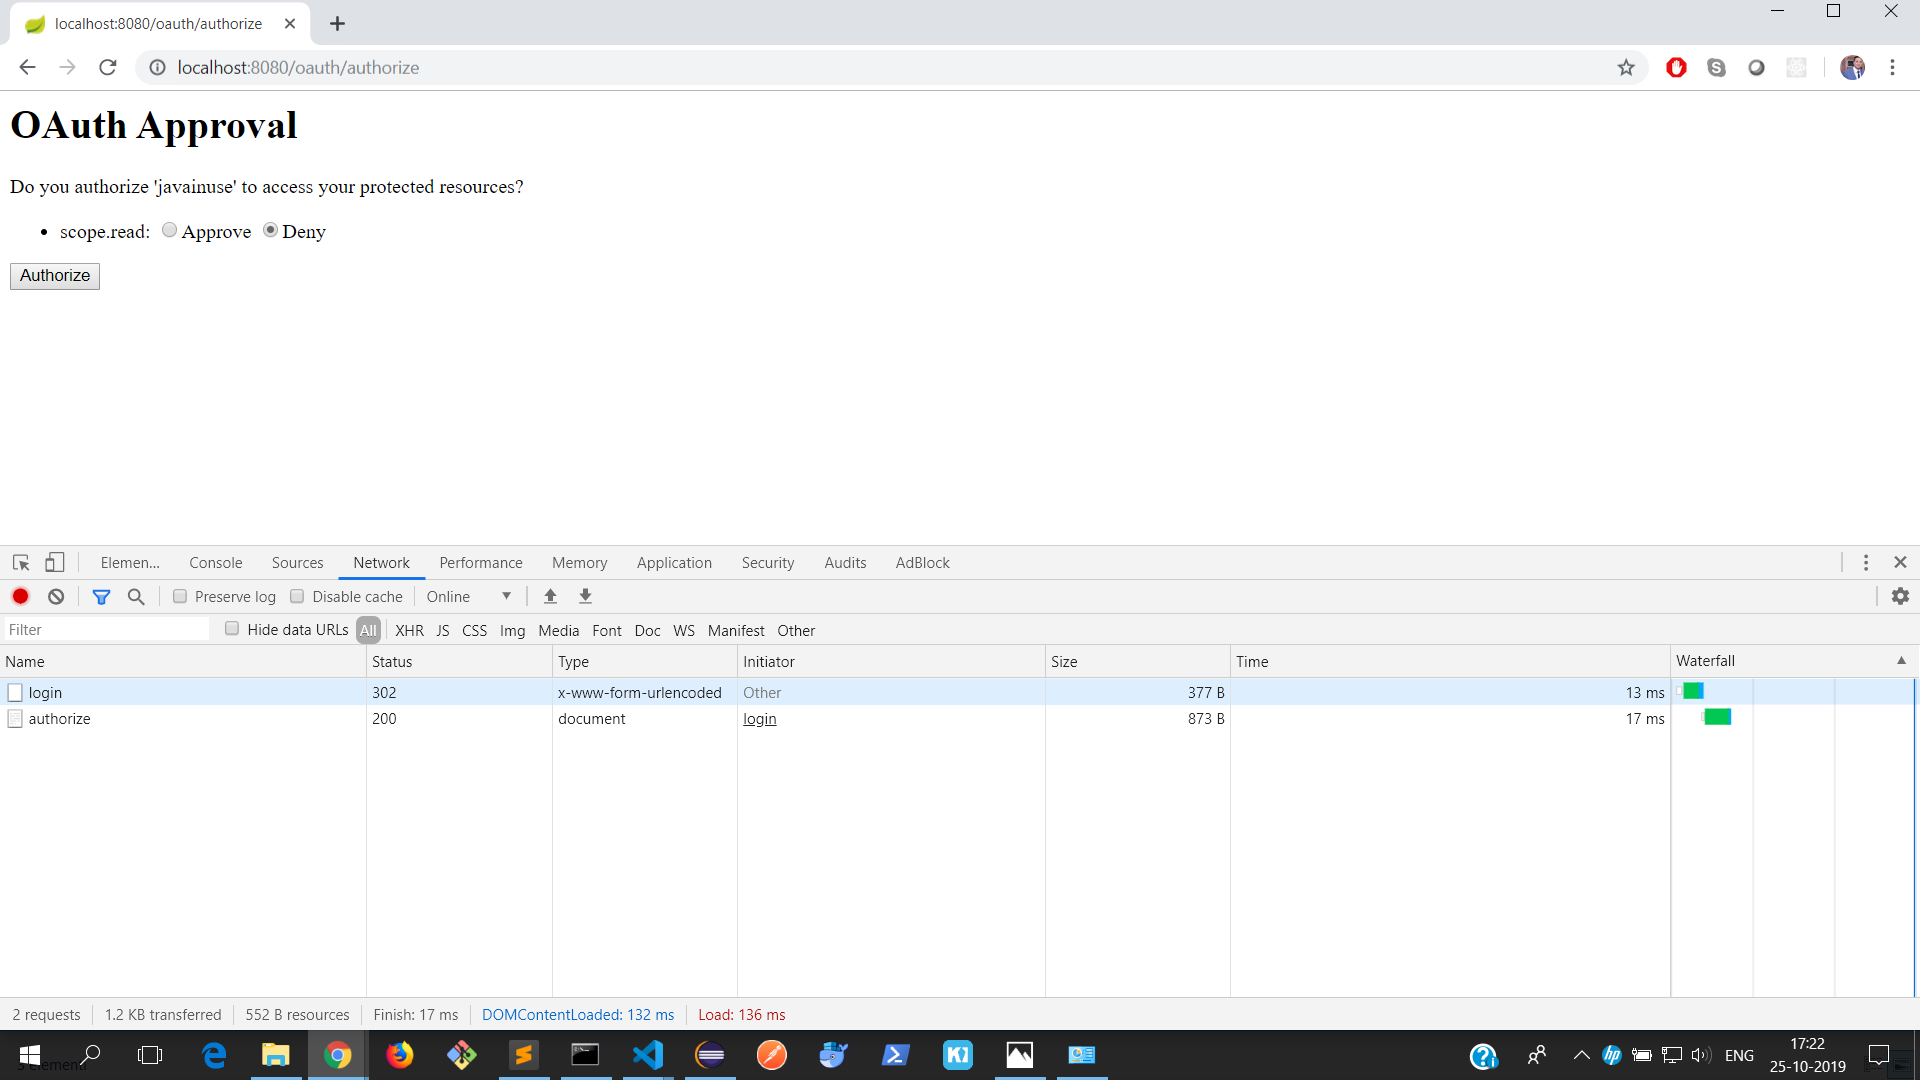 localhost:8080/oauth/authorize
localhost:8080/oauth/authorize
OAuth Approval
Do you authorize 'javainuse' to access your protected resources?
• scope.read: Approve Deny
Authorize
Elemen... Console Sources Network Performance Memory Application Security Audits AdBlock
Preserve log Disable cache Online
Filter Hide data URLs All XHR JS CSS Img Media Font Doc WS Manifest Other
Name Status Type Initiator Size Time Waterfall
login 302 x-www-form-urlencoded Other 377 B 13 ms
authorize 200 document login 873 B 17 ms
2 requests 1.2 KB transferred 552 B resources Finish: 17 ms DOMContentLoaded: 132 ms Load: 136 ms
ENG 17:22
25-10-2019